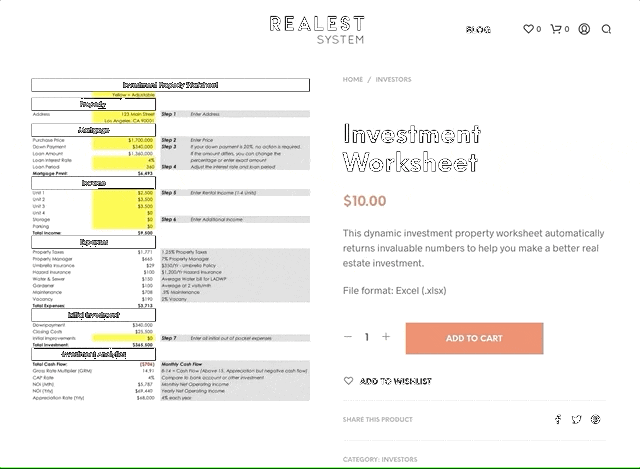 REALEST
SYSTEM
BLOG
0
0
HOME / INVESTORS
Investment Property Worksheet
Yellow = Adjustable
Property
Address 123 Main Street Step 1 Enter Address
Los Angeles, CA 90001
Mortgage
Purchase Price $1,700,000 Step 2 Enter Price
Down Payment $340,000 Step 3 If your down payment is 20%, no action is required.
Loan Amount $1,360,000 If the amount differs, you can change the
Loan Interest Rate 4% percentage or enter exact amount
Loan Period 360 Step 4 Adjust the interest rate and loan period
Mortgage Pmnt: $6,493
Income
Unit 1 $2,500 Step 5 Enter Rental Income (1-4 Units)
Unit 2 $3,500
Unit 3 $3,500
Unit 4 $0
Storage $0 Step 6 Enter Additional Income
Parking $0
Total Income $9,500
Expenses
Property Taxes $1,771 1.25% Property Taxes
Property Manager $665 7% Property Manager
Umbrella Insurance $29 $350/Yr - Umbrella Policy
Hazard Insurance $100 $1,200/Yr Hazard Insurance
Water & Sewer $150 Average Water bill for LADWP
Gardener $100 Average at 2 visits/mth
Maintenance $708 .5% Maintenance
Vacancy $190 2% Vacancy
Total Expenses: $3,713
Initial Investment
Downpayment $340,000
Closing Costs $25,500
Initial Improvements $0 Step 7 Enter all initial out of pocket expenses
Total Investment: $365,500
Investment Analytics
Total Cash Flow: ($706) Monthly Cash Flow
Gross Rate Multiplier (GRM) 14.91 8-14 = Cash Flow (Above 15, Appreciation but negative cash flow)
CAP Rate 4% Compare to bank account or other investment
NOI (Mth) $5,787 Monthly Net Operating Income
NOI (Yrly) $69,440 Yearly Net Operating Income
Appreciation Rate (Yrly) $68,000 4% each year
Investment
Worksheet
$10.00
This dynamic investment property worksheet automatically
returns invaluable numbers to help you make a better real
estate investment.
File format: Excel (.xlsx)
— 1 + ADD TO CART
ADD TO WISHLIST
SHARE THIS PRODUCT
CATEGORY: INVESTORS